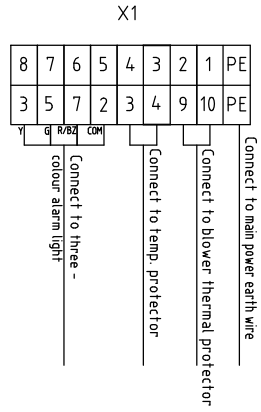 X1
8 7 6 5 4 3 2 1 PE
3 5 7 2 3 4 9 10 PE
Y G R/BZ COM
Connect to three -
colour alarm light
Connect to temp. protector
Connect to blower thermal protector
Connect to main power earth wire